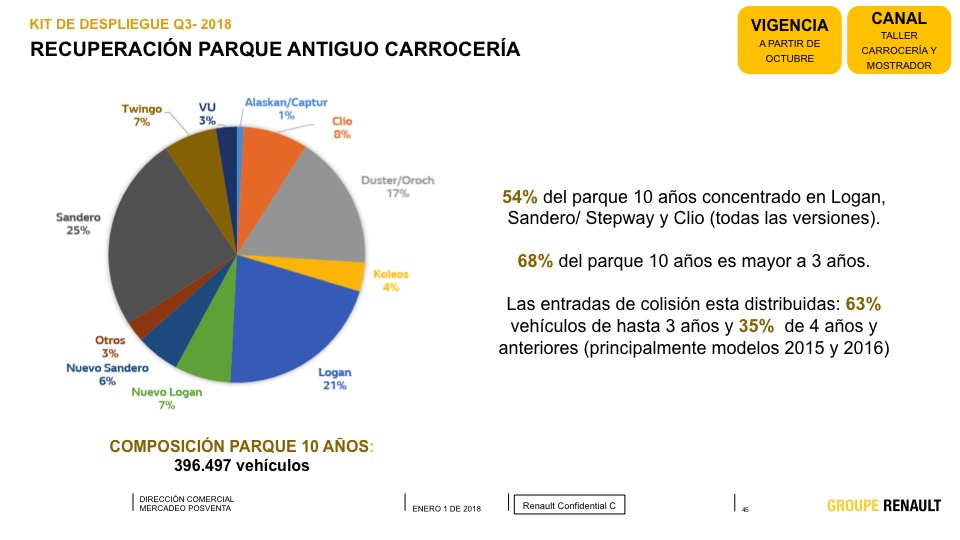 KIT DE DESPLIEGUE Q3- 2018
RECUPERACIÓN PARQUE ANTIGUO CARROCERÍA
VIGENCIA
A PARTIR DE
OCTUBRE
CANAL
TALLER
CARROCERÍA Y
MOSTRADOR
Alaskan/Captur
1%
Clio
8%
Duster/Oroch
17%
Koleos
4%
Logan
21%
Nuevo Logan
7%
Nuevo Sandero
6%
Otros
3%
Sandero
25%
Twingo
7%
VU
3%
COMPOSICIÓN PARQUE 10 AÑOS:
396.497 vehículos
54% del parque 10 años concentrado en Logan,
Sandero/ Stepway y Clio (todas las versiones).
68% del parque 10 años es mayor a 3 años.
Las entradas de colisión esta distribuidas: 63%
vehículos de hasta 3 años y 35% de 4 años y
anteriores (principalmente modelos 2015 y 2016)
DIRECCIÓN COMERCIAL
MERCADEO POSVENTA
ENERO 1 DE 2018
Renault Confidential C
45
GROUPE RENAULT